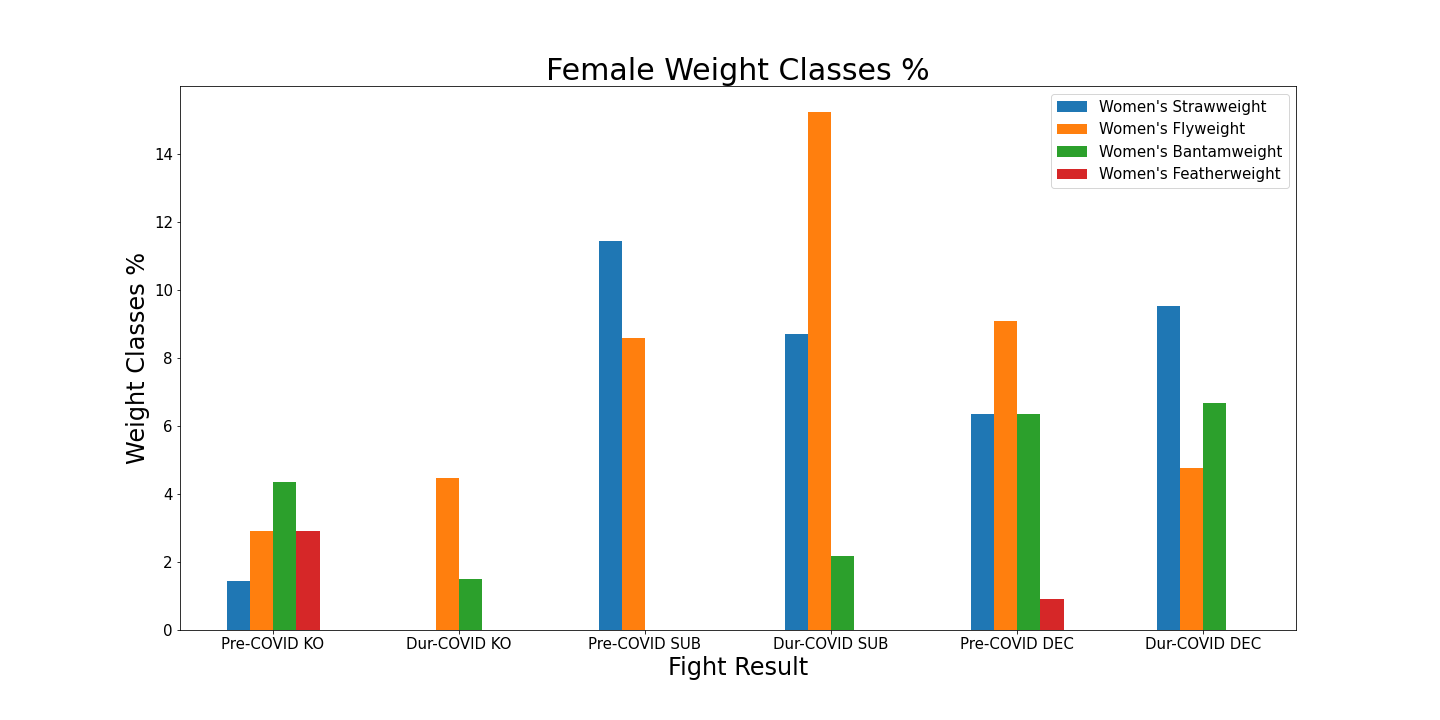 Female Weight Classes %
Women's Strawweight
Women's Flyweight
Women's Bantamweight
Women's Featherweight
Weight Classes %
14
12
10
8
6
4
2
0
Pre-COVID KO Dur-COVID KO Pre-COVID SUB Dur-COVID SUB Pre-COVID DEC Dur-COVID DEC
Fight Result